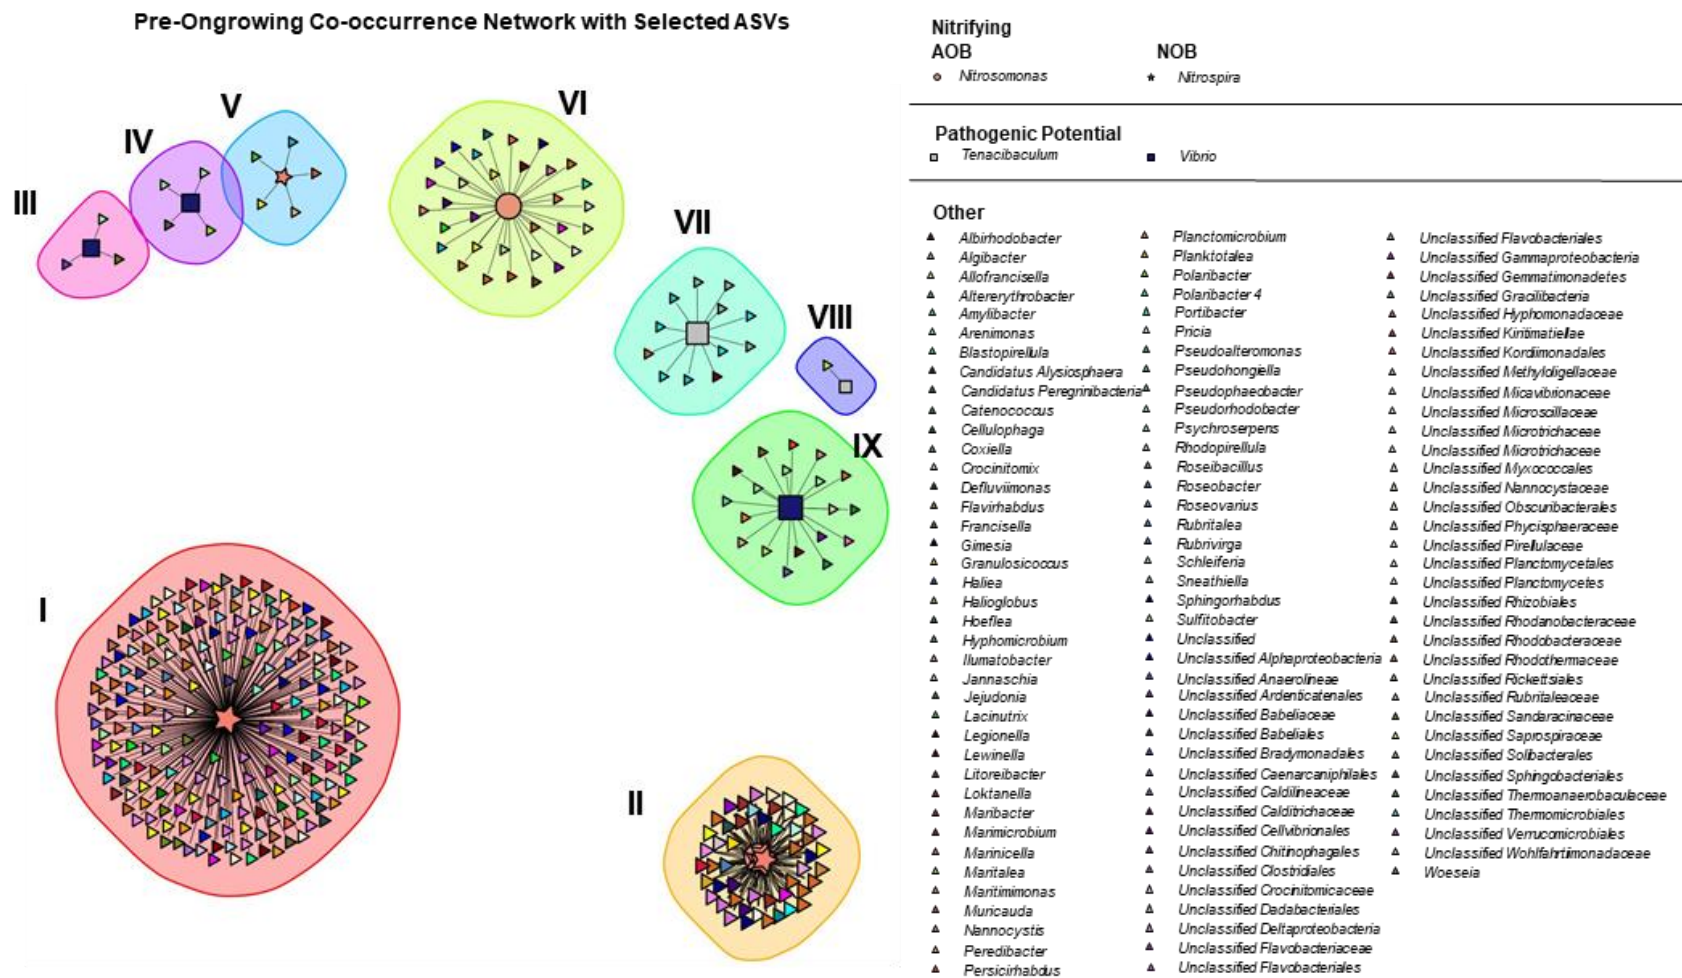 Pre-Ongrowing Co-occurrence Network with Selected ASVs
I
II
III
IV
V
VI
VII
VIII
IX
Nitrifying
AOB
NOB
Nitrosomonas
Nitrospira
Pathogenic Potential
Tenacibaculum
Vibrio
Other
Albirhodobacter
Algibacter
Allofrancisella
Altererythrobacter
Amylibacter
Arenimonas
Blastopirellula
Candidatus Alysiosphaera
Candidatus Peregrinibacteria
Catenococcus
Cellulophaga
Coxiella
Crocinitomix
Defluviimonas
Flavirhabdus
Francisella
Gimesia
Granulosicoccus
Haliea
Halioglobus
Hoeflea
Hyphomicrobium
Ilumatobacter
Jannaschia
Jejudonia
Lacinutrix
Legionella
Lewinella
Litoreibacter
Loktanella
Maribacter
Marimicrobium
Marinicella
Maritalea
Maritimimonas
Muricauda
Nannocystis
Peredibacter
Persicirhabdus
Planctomicrobium
Planktotalea
Polaribacter
Polaribacter 4
Portibacter
Pricia
Pseudoalteromonas
Pseudohongiella
Pseudophaeobacter
Pseudorhodobacter
Psychroserpens
Rhodopirellula
Roseibacillus
Roseobacter
Roseovarius
Rubritalea
Rubrivirga
Schleiferia
Sneathiella
Sphingorhabdus
Sulfitobacter
Unclassified
Unclassified Alphaproteobacteria
Unclassified Anaerolineae
Unclassified Ardenticatenales
Unclassified Babeliaceae
Unclassified Babeliales
Unclassified Bradymonadales
Unclassified Caenarcaniphilales
Unclassified Caldilineaceae
Unclassified Calditrichaceae
Unclassified Cellvibrionales
Unclassified Chitinophagales
Unclassified Clostridiales
Unclassified Crocinitomicaceae
Unclassified Dadabacteriales
Unclassified Deltaproteobacteria
Unclassified Flavobacteriaceae
Unclassified Flavobacteriales
Unclassified Flavobacteriales
Unclassified Gammaproteobacteria
Unclassified Gemmatimonadetes
Unclassified Gracilibacteria
Unclassified Hyphomonadaceae
Unclassified Kiritimatiellae
Unclassified Kordiimonadales
Unclassified Methyloligellaceae
Unclassified Micavibrionaceae
Unclassified Microscillaceae
Unclassified Microtrichaceae
Unclassified Microtrichaceae
Unclassified Myxococcales
Unclassified Nannocystaceae
Unclassified Obscuribacterales
Unclassified Phycisphaeraceae
Unclassified Pirellulaceae
Unclassified Planctomycetales
Unclassified Planctomycetes
Unclassified Rhizobiales
Unclassified Rhodanobacteraceae
Unclassified Rhodobacteraceae
Unclassified Rhodothermaceae
Unclassified Rickettsiales
Unclassified Rubritaleaceae
Unclassified Sandaracinaceae
Unclassified Saprospiraceae
Unclassified Solibacterales
Unclassified Sphingobacteriales
Unclassified Thermoanaerobaculaceae
Unclassified Thermomicrobiales
Unclassified Verrucomicrobiales
Unclassified Wohlfahrtiimonadaceae
Woeseia